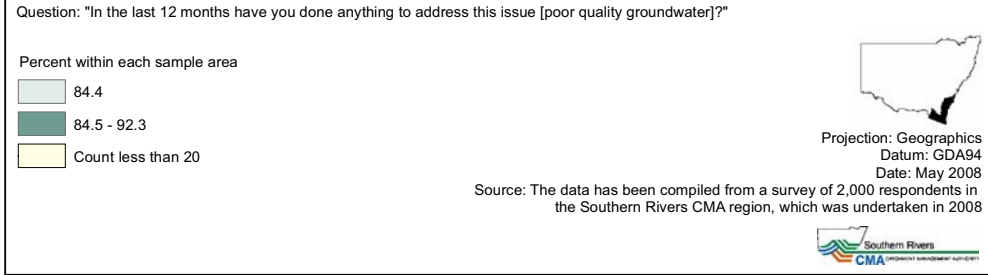 Question: "In the last 12 months have you done anything to address this issue [poor quality groundwater]?"
Percent within each sample area
84.4
84.5 - 92.3
Count less than 20
Projection: Geographics
Datum: GDA94
Date: May 2008
Source: The data has been compiled from a survey of 2,000 respondents in
the Southern Rivers CMA region, which was undertaken in 2008
Southern Rivers
CMA CATCHMENT MANAGEMENT AUTHORITY